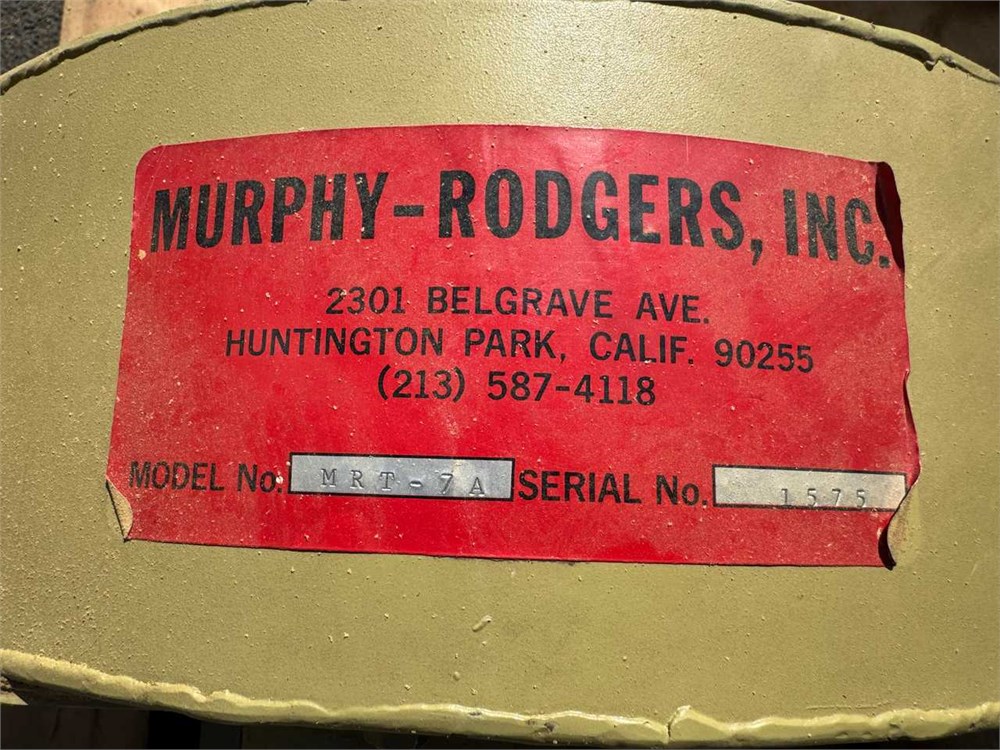 MURPHY-RODGERS, INC.
2301 BELGRAVE AVE.
HUNTINGTON PARK, CALIF. 90255
(213) 587-4118
MODEL No. MRT-7A SERIAL No. 1575